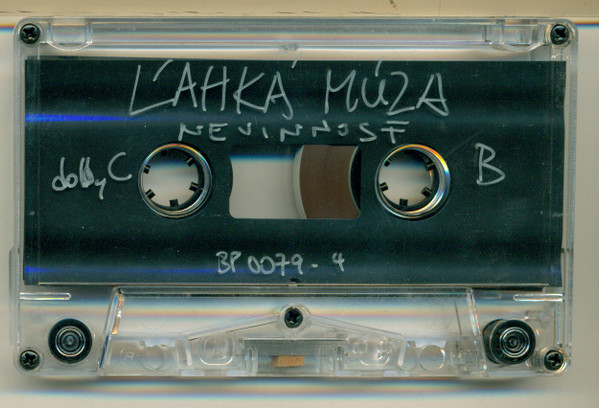 ĽAHKÁ MÚZA
NEVINNOSŤ
dolby C
B
BP 0079-4